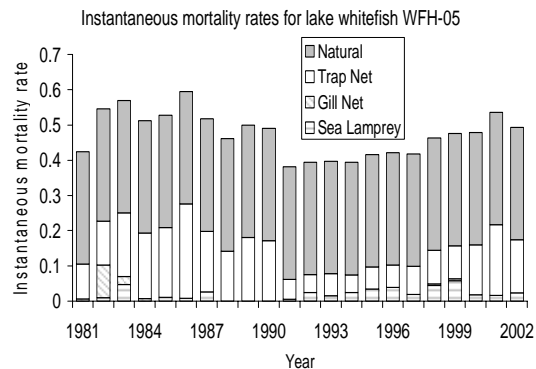 Instantaneous mortality rates for lake whitefish WFH-05
Natural
Trap Net
Gill Net
Sea Lamprey
Instantaneous mortality rate
0.7
0.6
0.5
0.4
0.3
0.2
0.1
0
1981 1984 1987 1990 1993 1996 1999 2002
Year